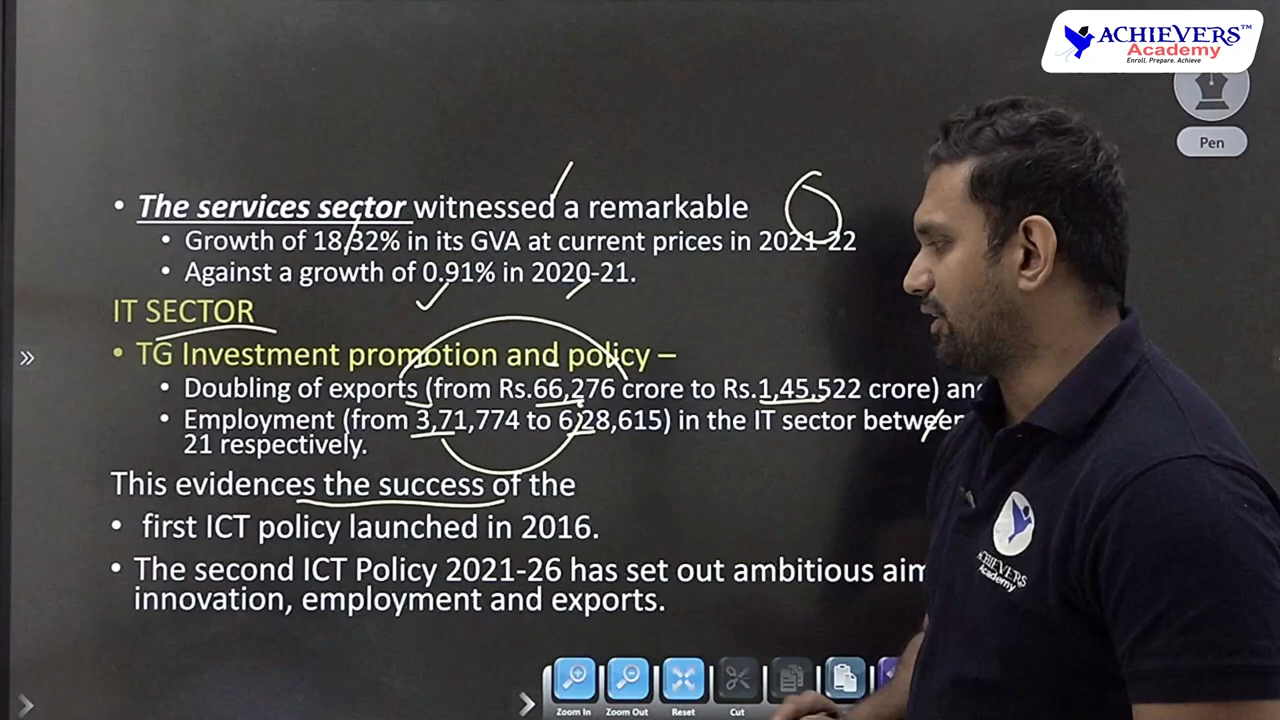 ACHIEVERS™
Academy
Enroll. Prepare. Achieve
Pen
• The services sector witnessed a remarkable
• Growth of 18.32% in its GVA at current prices in 2021-22
• Against a growth of 0.91% in 2020-21.
IT SECTOR
• TG Investment promotion and policy –
• Doubling of exports (from Rs.66,276 crore to Rs.1,45,522 crore) and
• Employment (from 3,71,774 to 6,28,615) in the IT sector between
21 respectively.
This evidences the success of the
• first ICT policy launched in 2016.
• The second ICT Policy 2021-26 has set out ambitious
innovation, employment and exports.
ACHIEVERS
Academy
Zoom In Zoom Out Reset Cut